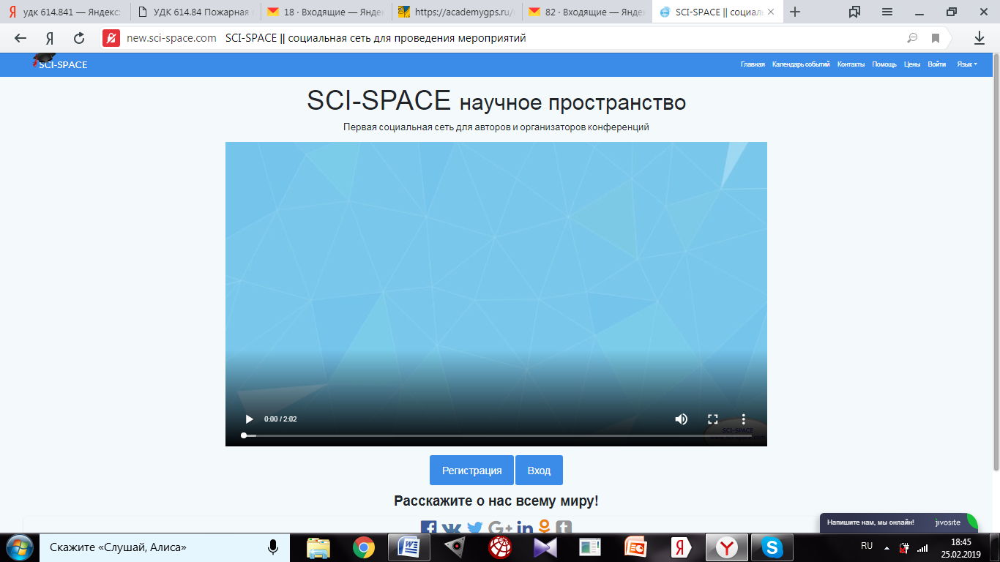 удк 614.841 — Яндекс:
УДК 614.84 Пожарная
18 · Входящие — Яндек
https://academygps.ru/
82 · Входящие — Яндек
SCI-SPACE || социаль
new.sci-space.com SCI-SPACE || социальная сеть для проведения мероприятий
SCI-SPACE
Главная Календарь событий Контакты Помощь Цены Войти Язык
SCI-SPACE научное пространство
Первая социальная сеть для авторов и организаторов конференций
0:00 / 2:02
SCI-SPACE
Регистрация Вход
Расскажите о нас всему миру!
Напишите нам, мы онлайн! jivosite
Скажите «Слушай, Алиса»
RU
18:45
25.02.2019